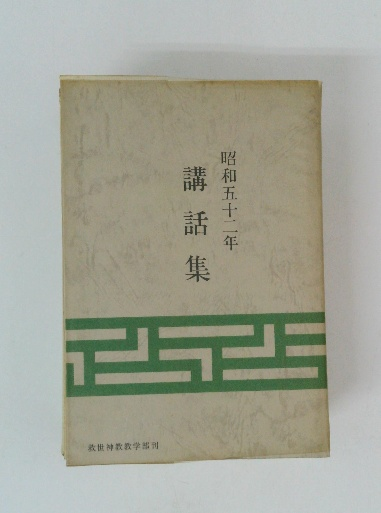 昭和五十二年
講話集
救世神教教学部刊